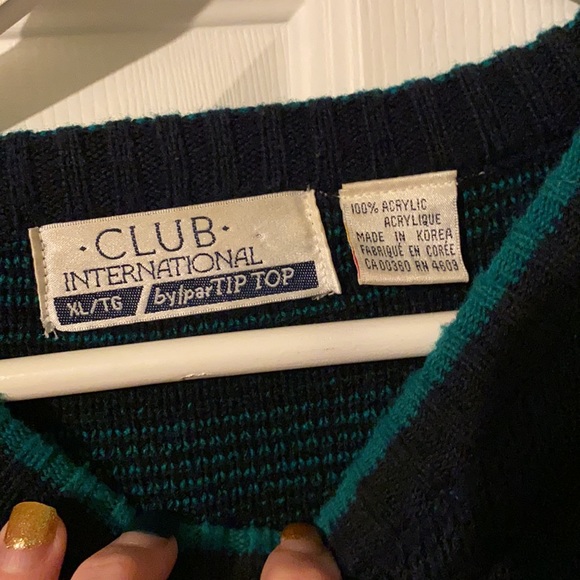 ·CLUB·
INTERNATIONAL
XL/TG by/par TIP TOP
100% ACRYLIC
ACRYLIQUE
MADE IN KOREA
FABRIQUÉ EN CORÉE
CA00360 RN 4609